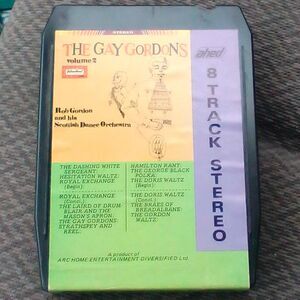 STEREO
THE GAY GORDONS
volume 2
ahed
Rob Gordon
and his
Scottish Dance Orchestra
8 TRACK STEREO
THE DASHING WHITE
SERGEANT:
HESITATION WALTZ:
ROYAL EXCHANGE
(Begin)
ROYAL EXCHANGE
(Concl.)
THE LAIRD OF DRUM-
BLAIR AND THE
MASON'S APRON:
THE GAY GORDONS:
STRATHSPEY AND
REEL:
HAMILTON RANT:
THE GEORGE BLACK
POLKA:
THE DORIS WALTZ
(Begin):
THE DORIS WALTZ
(Concl.)
THE BRAES OF
BREADALBANE:
THE GORDON
WALTZ:
A product of
ARC HOME ENTERTAINMENT DIVERSIFIED Ltd.